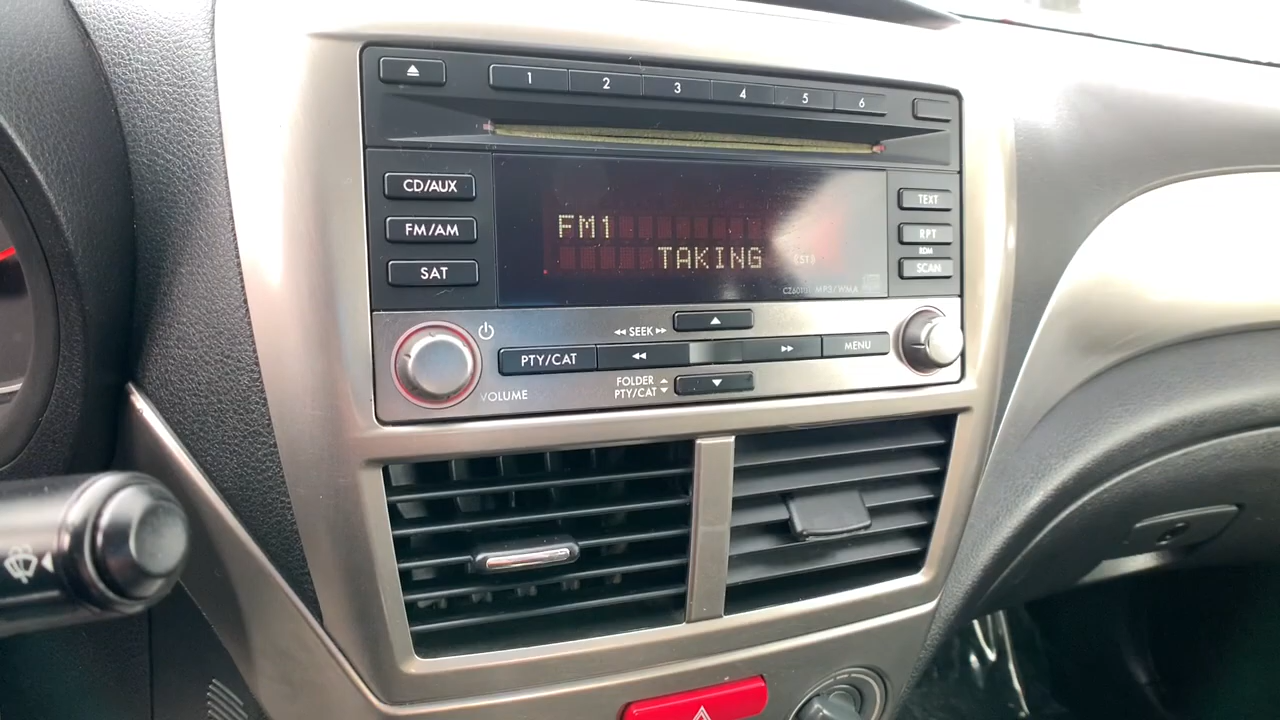 1 2 3 4 5 6
CD/AUX
FM/AM
SAT
FM1
TAKING
ST
MP3/WMA
TEXT
RPT
RDM
SCAN
SEEK
PTY/CAT
MENU
FOLDER
PTY/CAT
VOLUME